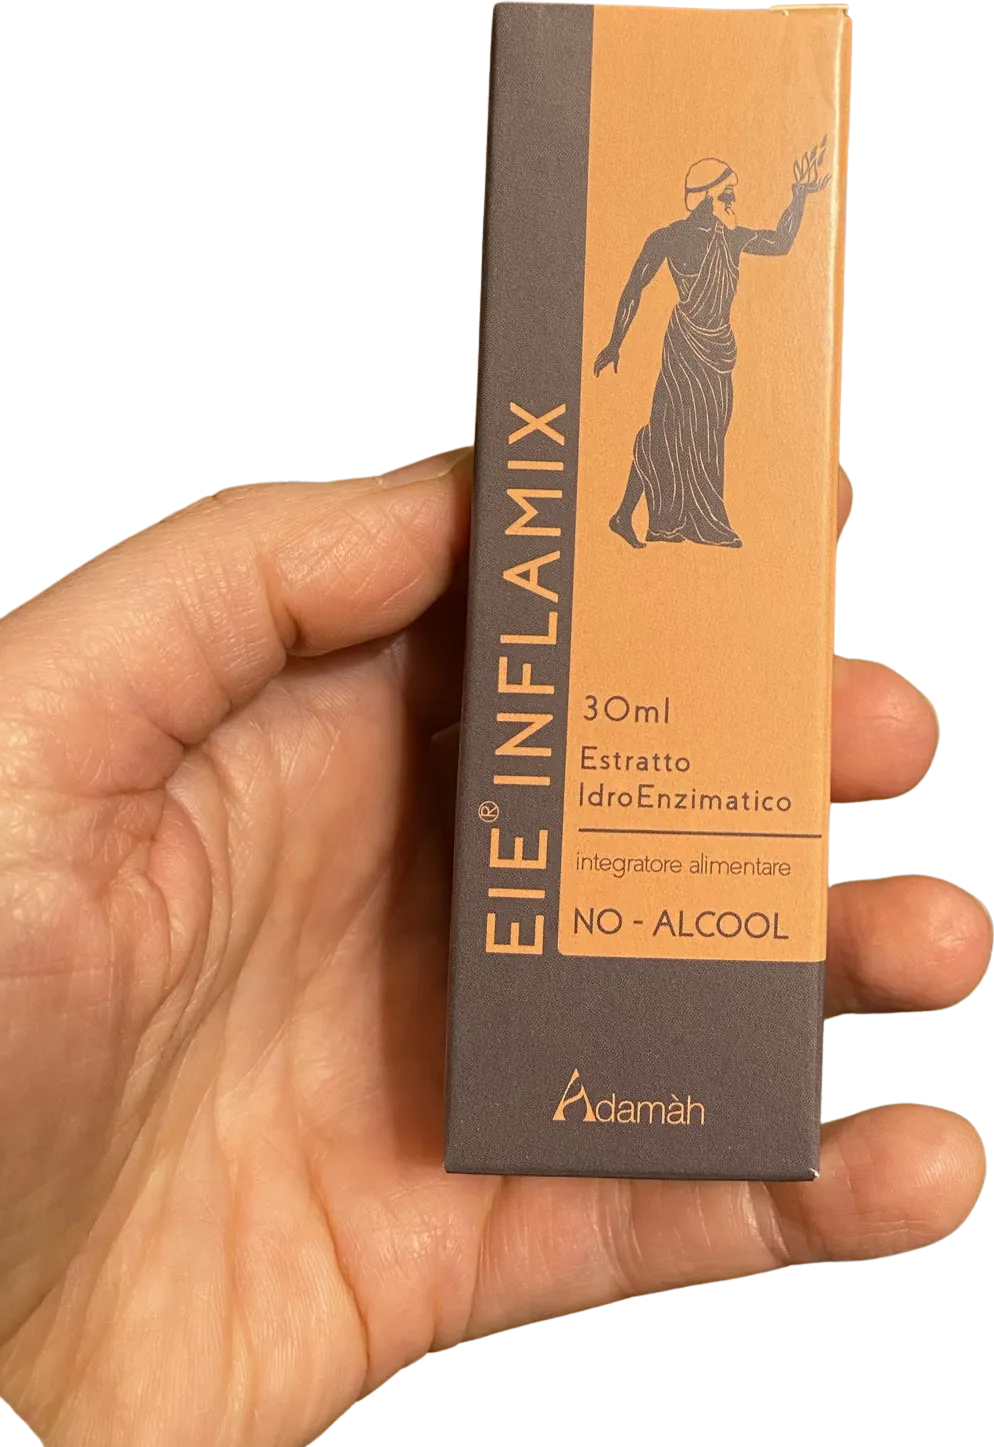 EIE® INFLAMIX
30ml
Estratto
IdroEnzimatico
integratore alimentare
NO - ALCOOL
Adamàh